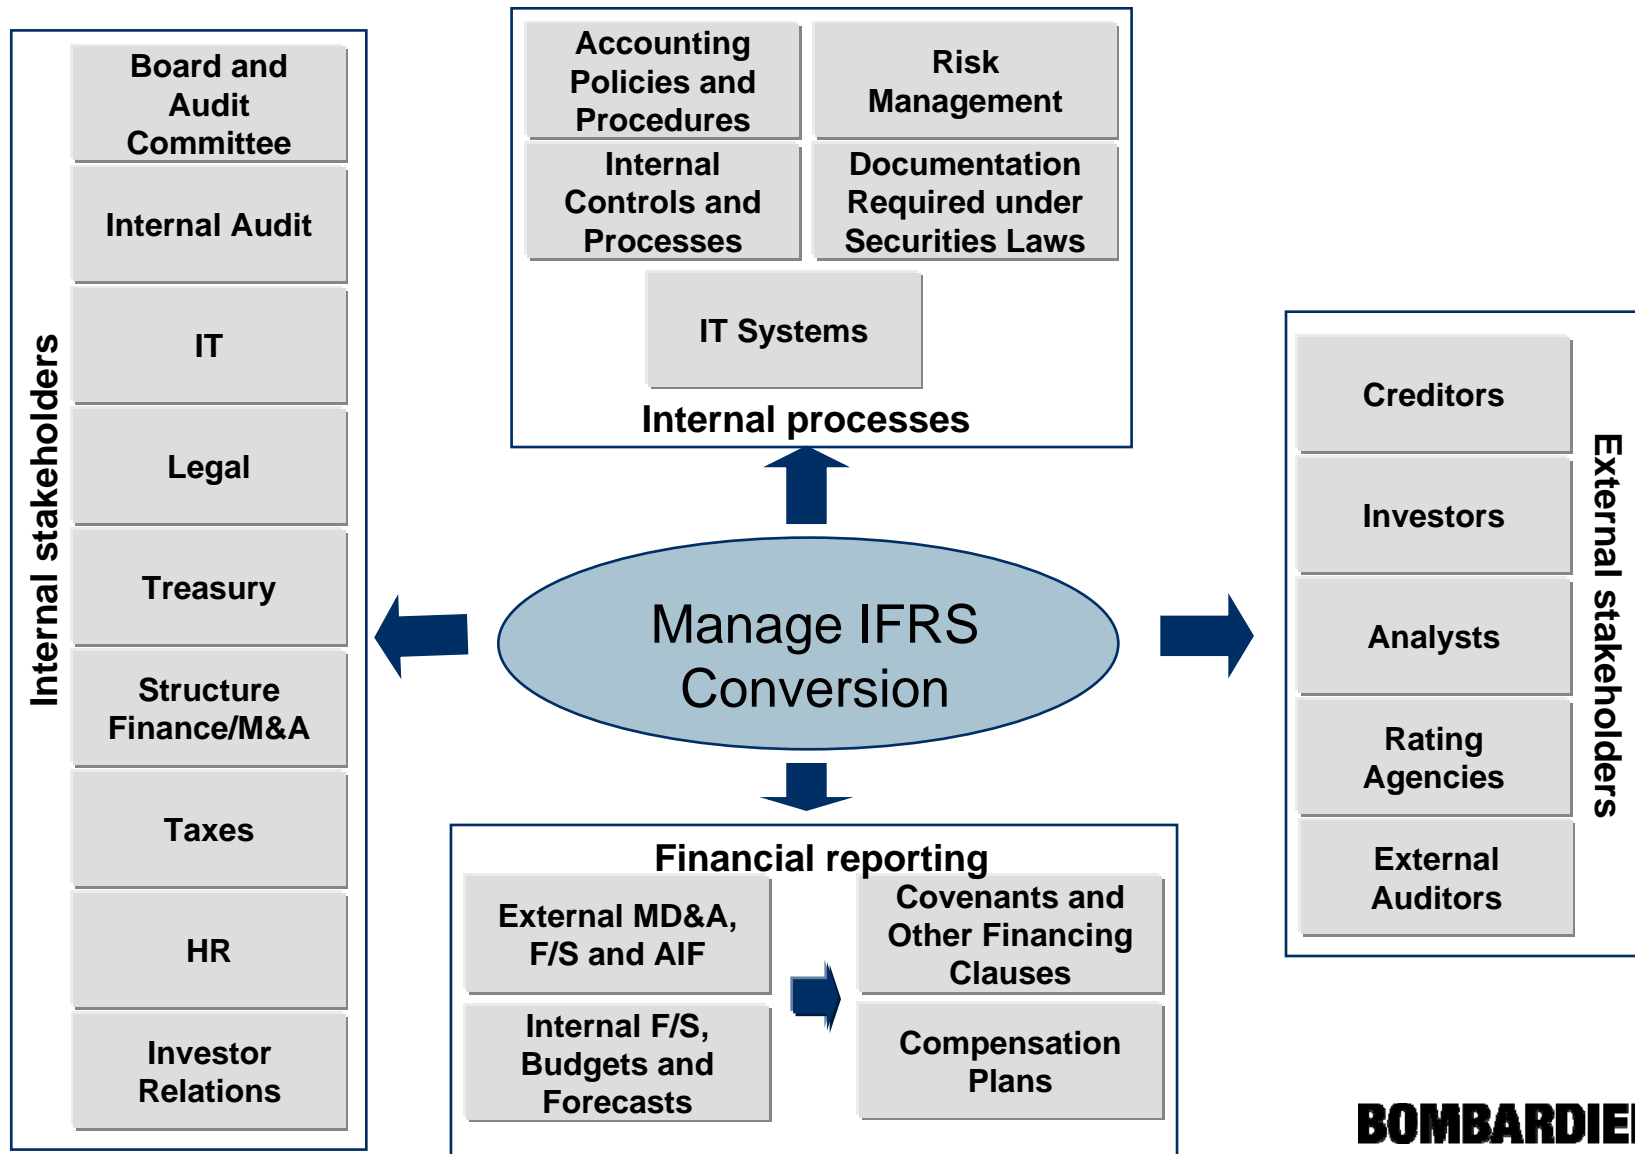 Internal stakeholders
Board and
Audit
Committee
Internal Audit
IT
Legal
Treasury
Structure
Finance/M&A
Taxes
HR
Investor
Relations
Accounting
Policies and
Procedures
Risk
Management
Internal
Controls and
Processes
Documentation
Required under
Securities Laws
IT Systems
Internal processes
Manage IFRS
Conversion
Financial reporting
External MD&A,
F/S and AIF
Covenants and
Other Financing
Clauses
Internal F/S,
Budgets and
Forecasts
Compensation
Plans
Creditors
Investors
Analysts
Rating
Agencies
External
Auditors
External stakeholders
BOMBARDIER